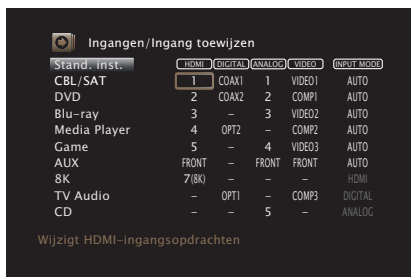 Ingangen/Ingang toewijzen
Stand. inst. HDMI DIGITAL ANALOG VIDEO INPUT MODE
CBL/SAT 1 COAX1 1 VIDEO1 AUTO
DVD 2 COAX2 2 COMP1 AUTO
Blu-ray 3 – 3 VIDEO2 AUTO
Media Player 4 OPT2 – COMP2 AUTO
Game 5 – 4 VIDEO3 AUTO
AUX FRONT – FRONT FRONT AUTO
8K 7(8K) – – – HDMI
TV Audio – OPT1 – COMP3 DIGITAL
CD – – 5 – ANALOG
Wijzigt HDMI-ingangsopdrachten